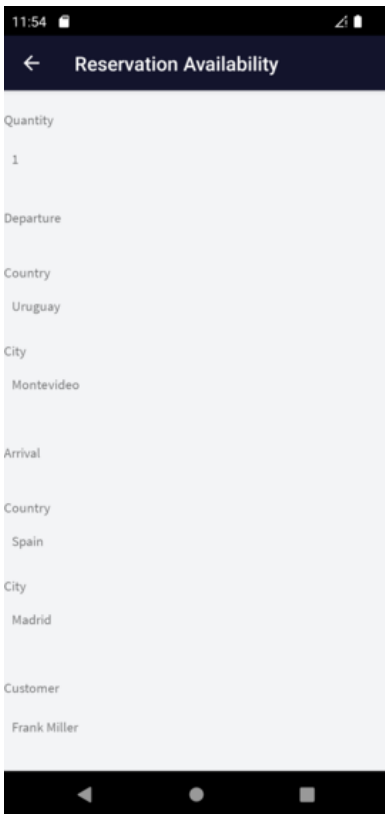 11:54
Reservation Availability
Quantity
1
Departure
Country
Uruguay
City
Montevideo
Arrival
Country
Spain
City
Madrid
Customer
Frank Miller